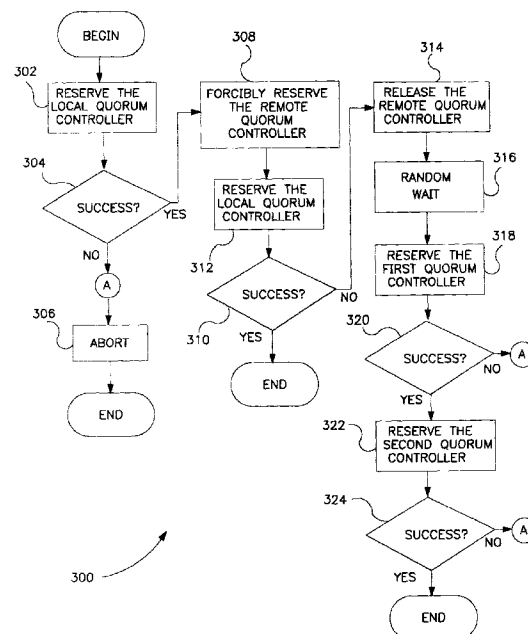 BEGIN
302
RESERVE THE
LOCAL QUORUM
CONTROLLER
304
SUCCESS?
YES
NO
A
306
ABORT
END
308
FORCIBLY RESERVE
THE REMOTE
QUORUM
CONTROLLER
RESERVE THE
LOCAL QUORUM
CONTROLLER
312
SUCCESS?
NO
310
YES
END
314
RELEASE THE
REMOTE QUORUM
CONTROLLER
316
RANDOM
WAIT
318
RESERVE THE
FIRST QUORUM
CONTROLLER
320
SUCCESS?
NO
A
YES
322
RESERVE THE
SECOND QUORUM
CONTROLLER
324
SUCCESS?
NO
A
YES
END
300